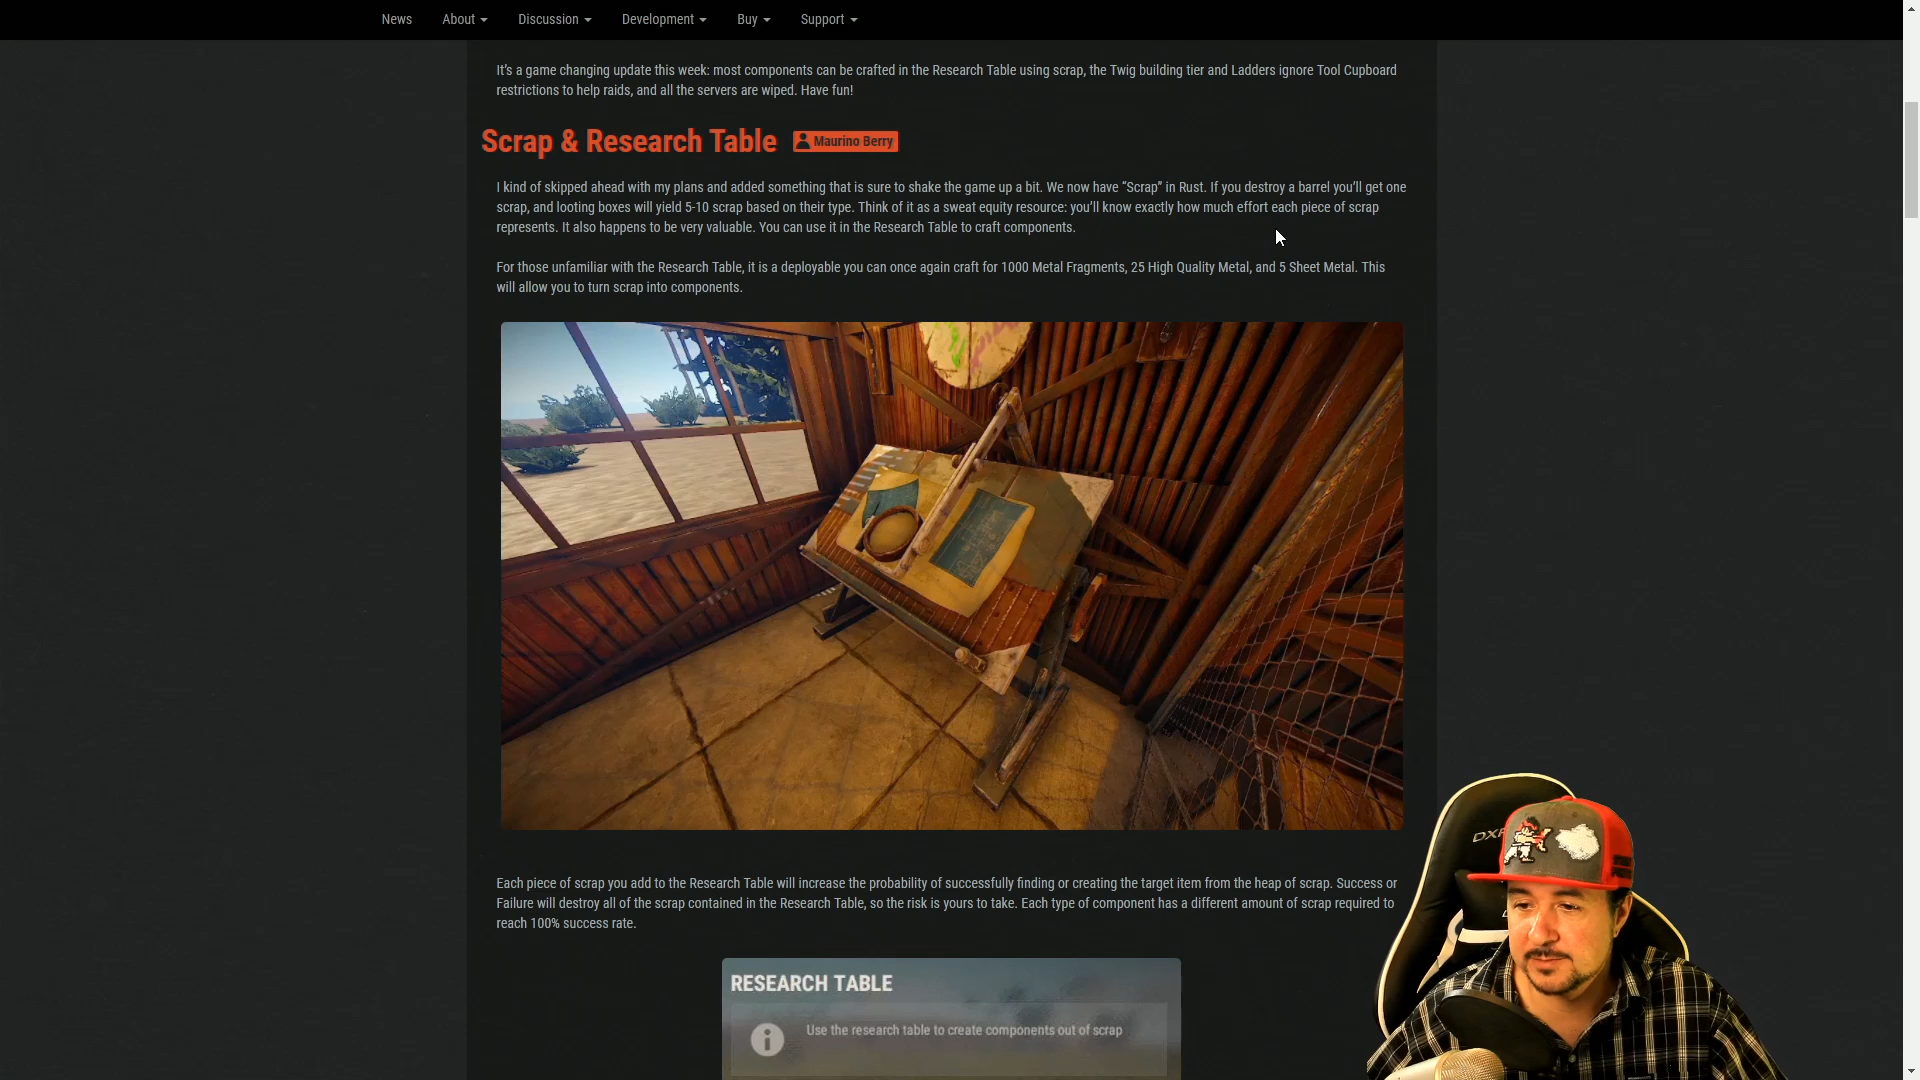 News About Discussion Development Buy Support
It’s a game changing update this week: most components can be crafted in the Research Table using scrap, the Twig building tier and Ladders ignore Tool Cupboard
restrictions to help raids, and all the servers are wiped. Have fun!
Scrap & Research Table Maurino Berry
I kind of skipped ahead with my plans and added something that is sure to shake the game up a bit. We now have “Scrap” in Rust. If you destroy a barrel you’ll get one
scrap, and looting boxes will yield 5-10 scrap based on their type. Think of it as a sweat equity resource: you’ll know exactly how much effort each piece of scrap
represents. It also happens to be very valuable. You can use it in the Research Table to craft components.
For those unfamiliar with the Research Table, it is a deployable you can once again craft for 1000 Metal Fragments, 25 High Quality Metal, and 5 Sheet Metal. This
will allow you to turn scrap into components.
Each piece of scrap you add to the Research Table will increase the probability of successfully finding or creating the target item from the heap of scrap. Success or
Failure will destroy all of the scrap contained in the Research Table, so the risk is yours to take. Each type of component has a different amount of scrap required to
reach 100% success rate.
RESEARCH TABLE
Use the research table to create components out of scrap